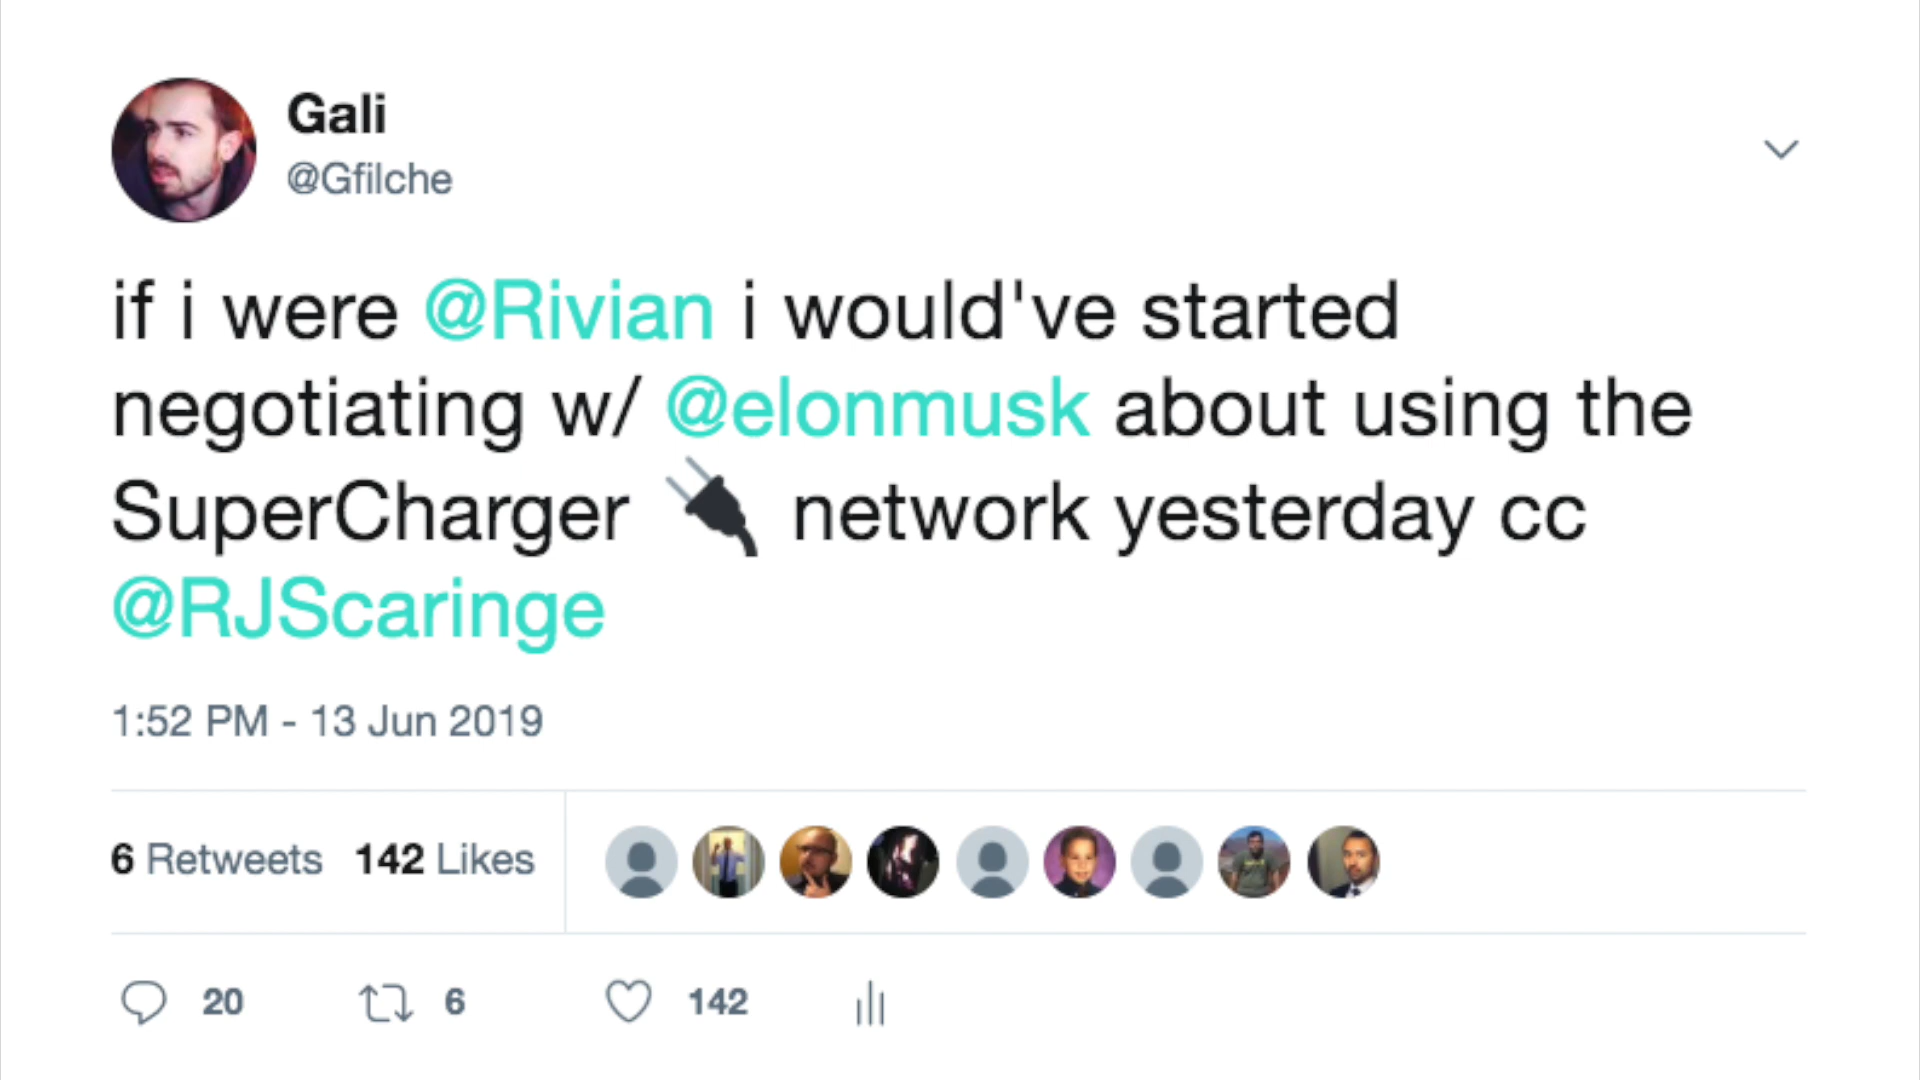 Gali
@Gfilche
if i were @Rivian i would've started
negotiating w/ @elonmusk about using the
SuperCharger 🔌 network yesterday cc
@RJScaringe
1:52 PM - 13 Jun 2019
6 Retweets 142 Likes
20 6 142